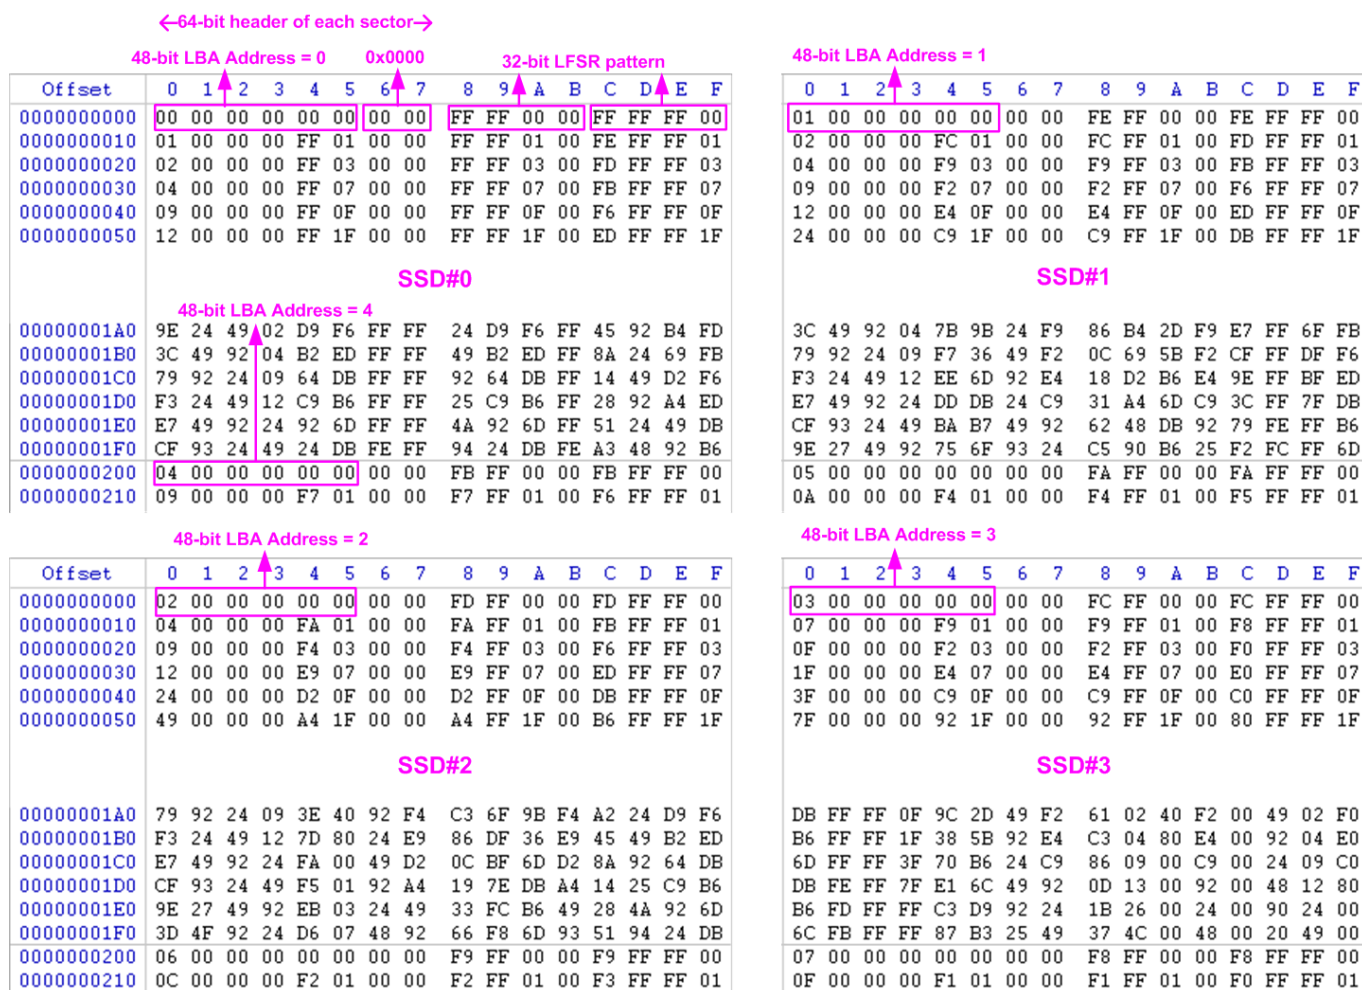 ←64-bit header of each sector→
48-bit LBA Address = 0 0x0000 32-bit LFSR pattern
Offset 0 1 2 3 4 5 6 7 8 9 A B C D E F
0000000000 00 00 00 00 00 00 00 00 FF FF 00 00 FF FF FF 00
0000000010 01 00 00 00 FF 01 00 00 FF FF 01 00 FE FF FF 01
0000000020 02 00 00 00 FF 03 00 00 FF FF 03 00 FD FF FF 03
0000000030 04 00 00 00 FF 07 00 00 FF FF 07 00 FB FF FF 07
0000000040 09 00 00 00 FF 0F 00 00 FF FF 0F 00 F6 FF FF 0F
0000000050 12 00 00 00 FF 1F 00 00 FF FF 1F 00 ED FF FF 1F
SSD#0
48-bit LBA Address = 4
00000001A0 9E 24 49 02 D9 F6 FF FF 24 D9 F6 FF 45 92 B4 FD
00000001B0 3C 49 92 04 B2 ED FF FF 49 B2 ED FF 8A 24 69 FB
00000001C0 79 92 24 09 64 DB FF FF 92 64 DB FF 14 49 D2 F6
00000001D0 F3 24 49 12 C9 B6 FF FF 25 C9 B6 FF 28 92 A4 ED
00000001E0 E7 49 92 24 92 6D FF FF 4A 92 6D FF 51 24 49 DB
00000001F0 CF 93 24 49 24 DB FE FF 94 24 DB FE A3 48 92 B6
0000000200 04 00 00 00 00 00 00 00 FB FF 00 00 FB FF FF 00
0000000210 09 00 00 00 F7 01 00 00 F7 FF 01 00 F6 FF FF 01
48-bit LBA Address = 1
0 1 2 3 4 5 6 7 8 9 A B C D E F
01 00 00 00 00 00 00 00 FE FF 00 00 FE FF FF 00
02 00 00 00 FC 01 00 00 FC FF 01 00 FD FF FF 01
04 00 00 00 F9 03 00 00 F9 FF 03 00 FB FF FF 03
09 00 00 00 F2 07 00 00 F2 FF 07 00 F6 FF FF 07
12 00 00 00 E4 0F 00 00 E4 FF 0F 00 ED FF FF 0F
24 00 00 00 C9 1F 00 00 C9 FF 1F 00 DB FF FF 1F
SSD#1
3C 49 92 04 7B 9B 24 F9 86 B4 2D F9 E7 FF 6F FB
79 92 24 09 F7 36 49 F2 0C 69 5B F2 CF FF DF F6
F3 24 49 12 EE 6D 92 E4 18 D2 B6 E4 9E FF BF ED
E7 49 92 24 DD DB 24 C9 31 A4 6D C9 3C FF 7F DB
CF 93 24 49 BA B7 49 92 62 48 DB 92 79 FE FF B6
9E 27 49 92 75 6F 93 24 C5 90 B6 25 F2 FC FF 6D
05 00 00 00 00 00 00 00 FA FF 00 00 FA FF FF 00
0A 00 00 00 F4 01 00 00 F4 FF 01 00 F5 FF FF 01
48-bit LBA Address = 2
Offset 0 1 2 3 4 5 6 7 8 9 A B C D E F
0000000000 02 00 00 00 00 00 00 00 FD FF 00 00 FD FF FF 00
0000000010 04 00 00 00 FA 01 00 00 FA FF 01 00 FB FF FF 01
0000000020 09 00 00 00 F4 03 00 00 F4 FF 03 00 F6 FF FF 03
0000000030 12 00 00 00 E9 07 00 00 E9 FF 07 00 ED FF FF 07
0000000040 24 00 00 00 D2 0F 00 00 D2 FF 0F 00 DB FF FF 0F
0000000050 49 00 00 00 A4 1F 00 00 A4 FF 1F 00 B6 FF FF 1F
SSD#2
00000001A0 79 92 24 09 3E 40 92 F4 C3 6F 9B F4 A2 24 D9 F6
00000001B0 F3 24 49 12 7D 80 24 E9 86 DF 36 E9 45 49 B2 ED
00000001C0 E7 49 92 24 FA 00 49 D2 0C BF 6D D2 8A 92 64 DB
00000001D0 CF 93 24 49 F5 01 92 A4 19 7E DB A4 14 25 C9 B6
00000001E0 9E 27 49 92 EB 03 24 49 33 FC B6 49 28 4A 92 6D
00000001F0 3D 4F 92 24 D6 07 48 92 66 F8 6D 93 51 94 24 DB
0000000200 06 00 00 00 00 00 00 00 F9 FF 00 00 F9 FF FF 00
0000000210 0C 00 00 00 F2 01 00 00 F2 FF 01 00 F3 FF FF 01
48-bit LBA Address = 3
0 1 2 3 4 5 6 7 8 9 A B C D E F
03 00 00 00 00 00 00 00 FC FF 00 00 FC FF FF 00
07 00 00 00 F9 01 00 00 F9 FF 01 00 F8 FF FF 01
0F 00 00 00 F2 03 00 00 F2 FF 03 00 F0 FF FF 03
1F 00 00 00 E4 07 00 00 E4 FF 07 00 E0 FF FF 07
3F 00 00 00 C9 0F 00 00 C9 FF 0F 00 C0 FF FF 0F
7F 00 00 00 92 1F 00 00 92 FF 1F 00 80 FF FF 1F
SSD#3
DB FF FF 0F 9C 2D 49 F2 61 02 40 F2 00 49 02 F0
B6 FF FF 1F 38 5B 92 E4 C3 04 80 E4 00 92 04 E0
6D FF FF 3F 70 B6 24 C9 86 09 00 C9 00 24 09 C0
DB FE FF 7F E1 6C 49 92 0D 13 00 92 00 48 12 80
B6 FD FF FF C3 D9 92 24 1B 26 00 24 00 90 24 00
6C FB FF FF 87 B3 25 49 37 4C 00 48 00 20 49 00
07 00 00 00 00 00 00 00 F8 FF 00 00 F8 FF FF 00
0F 00 00 00 F1 01 00 00 F1 FF 01 00 F0 FF FF 01